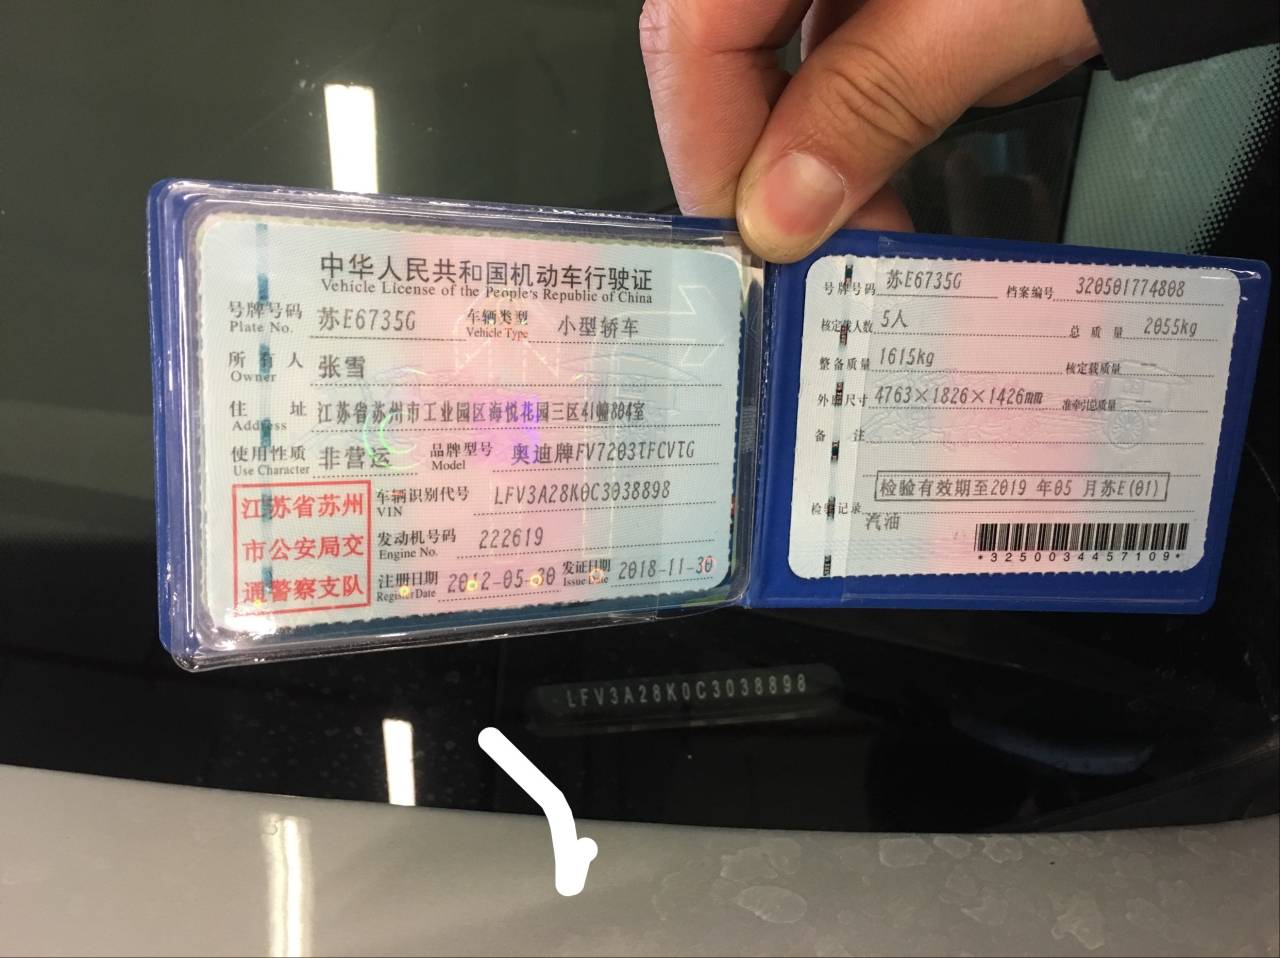 中华人民共和国机动车行驶证
Vehicle License of the People's Republic of China
号牌号码 苏E6735G 车辆类型 小型轿车
Plate No. Vehicle Type
所有人 张雪
Owner
住址 江苏省苏州市工业园区海悦花园三区41幢804室
Address
使用性质 非营运 品牌型号 奥迪牌FV7203TFCVTG
Use Character Model
江苏省苏州
市公安局交
通警察支队
车辆识别代号 LFV3A28K0C3038898
VIN
发动机号码 222619
Engine No.
注册日期 2012-05-30 发证日期 2018-11-30
Register Date Issue Date
号牌号码 苏E6735G 档案编号 320501774808
核定载人数 5人 总质量 2055kg
整备质量 1615kg 核定载质量 --
外廓尺寸 4763×1826×1426mm 准牵引总质量 --
备注
检验有效期至2019 年05 月苏E(01)
检验记录
汽油
*3250034457109*
LFV3A28K0C3038898